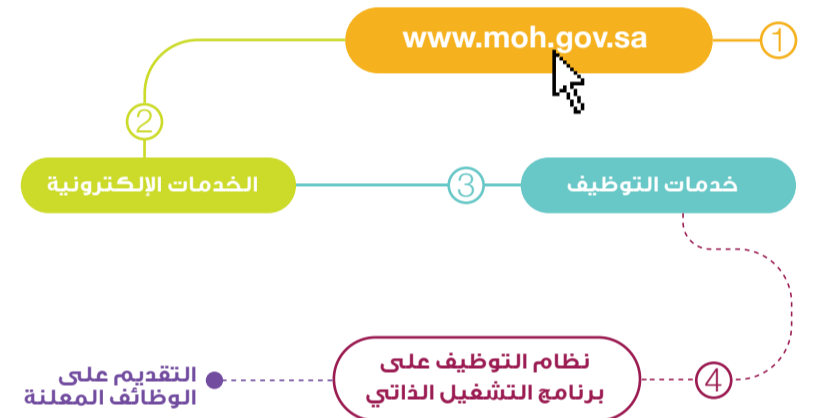 1
www.moh.gov.sa
2
الخدمات الإلكترونية
3
خدمات التوظيف
4
نظام التوظيف على
برنامج التشغيل الذاتي
التقديم على
الوظائف المعلنة